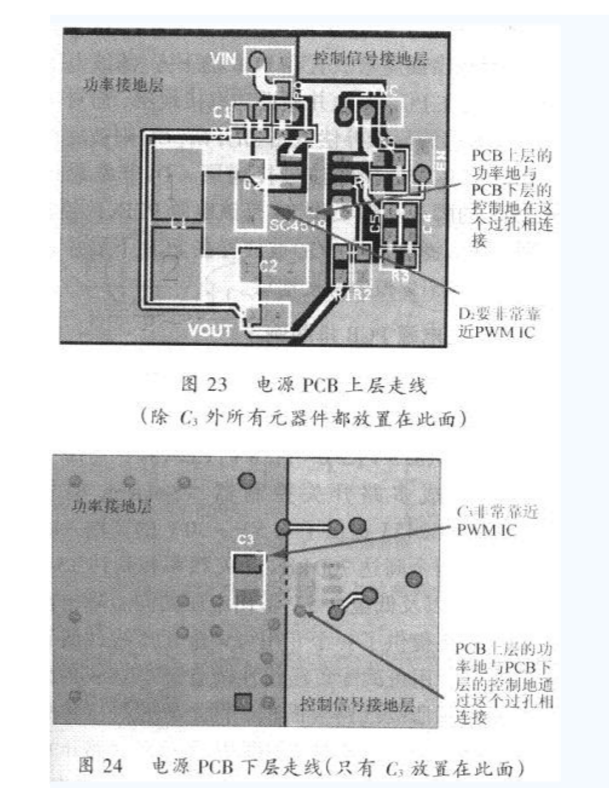 VIN
控制信号接地层
功率接地层
C1
SYNC
D3
EN
PCB上层的
功率地与
PCB下层的
控制地在这
个过孔相连
接
D2
L1
SC4519
C5
C4
C2
R3
R1R2
VOUT
D₂要非常靠
近PWM IC
图 23 电源 PCB 上层走线
(除 C₃ 外所有元器件都放置在此面)
功率接地层
C3
C₃非常靠近
PWM IC
PCB上层的功
率地与PCB下
层的控制地通
过这个过孔相
连接
控制信号接地层
图 24 电源 PCB 下层走线(只有 C₃ 放置在此面)